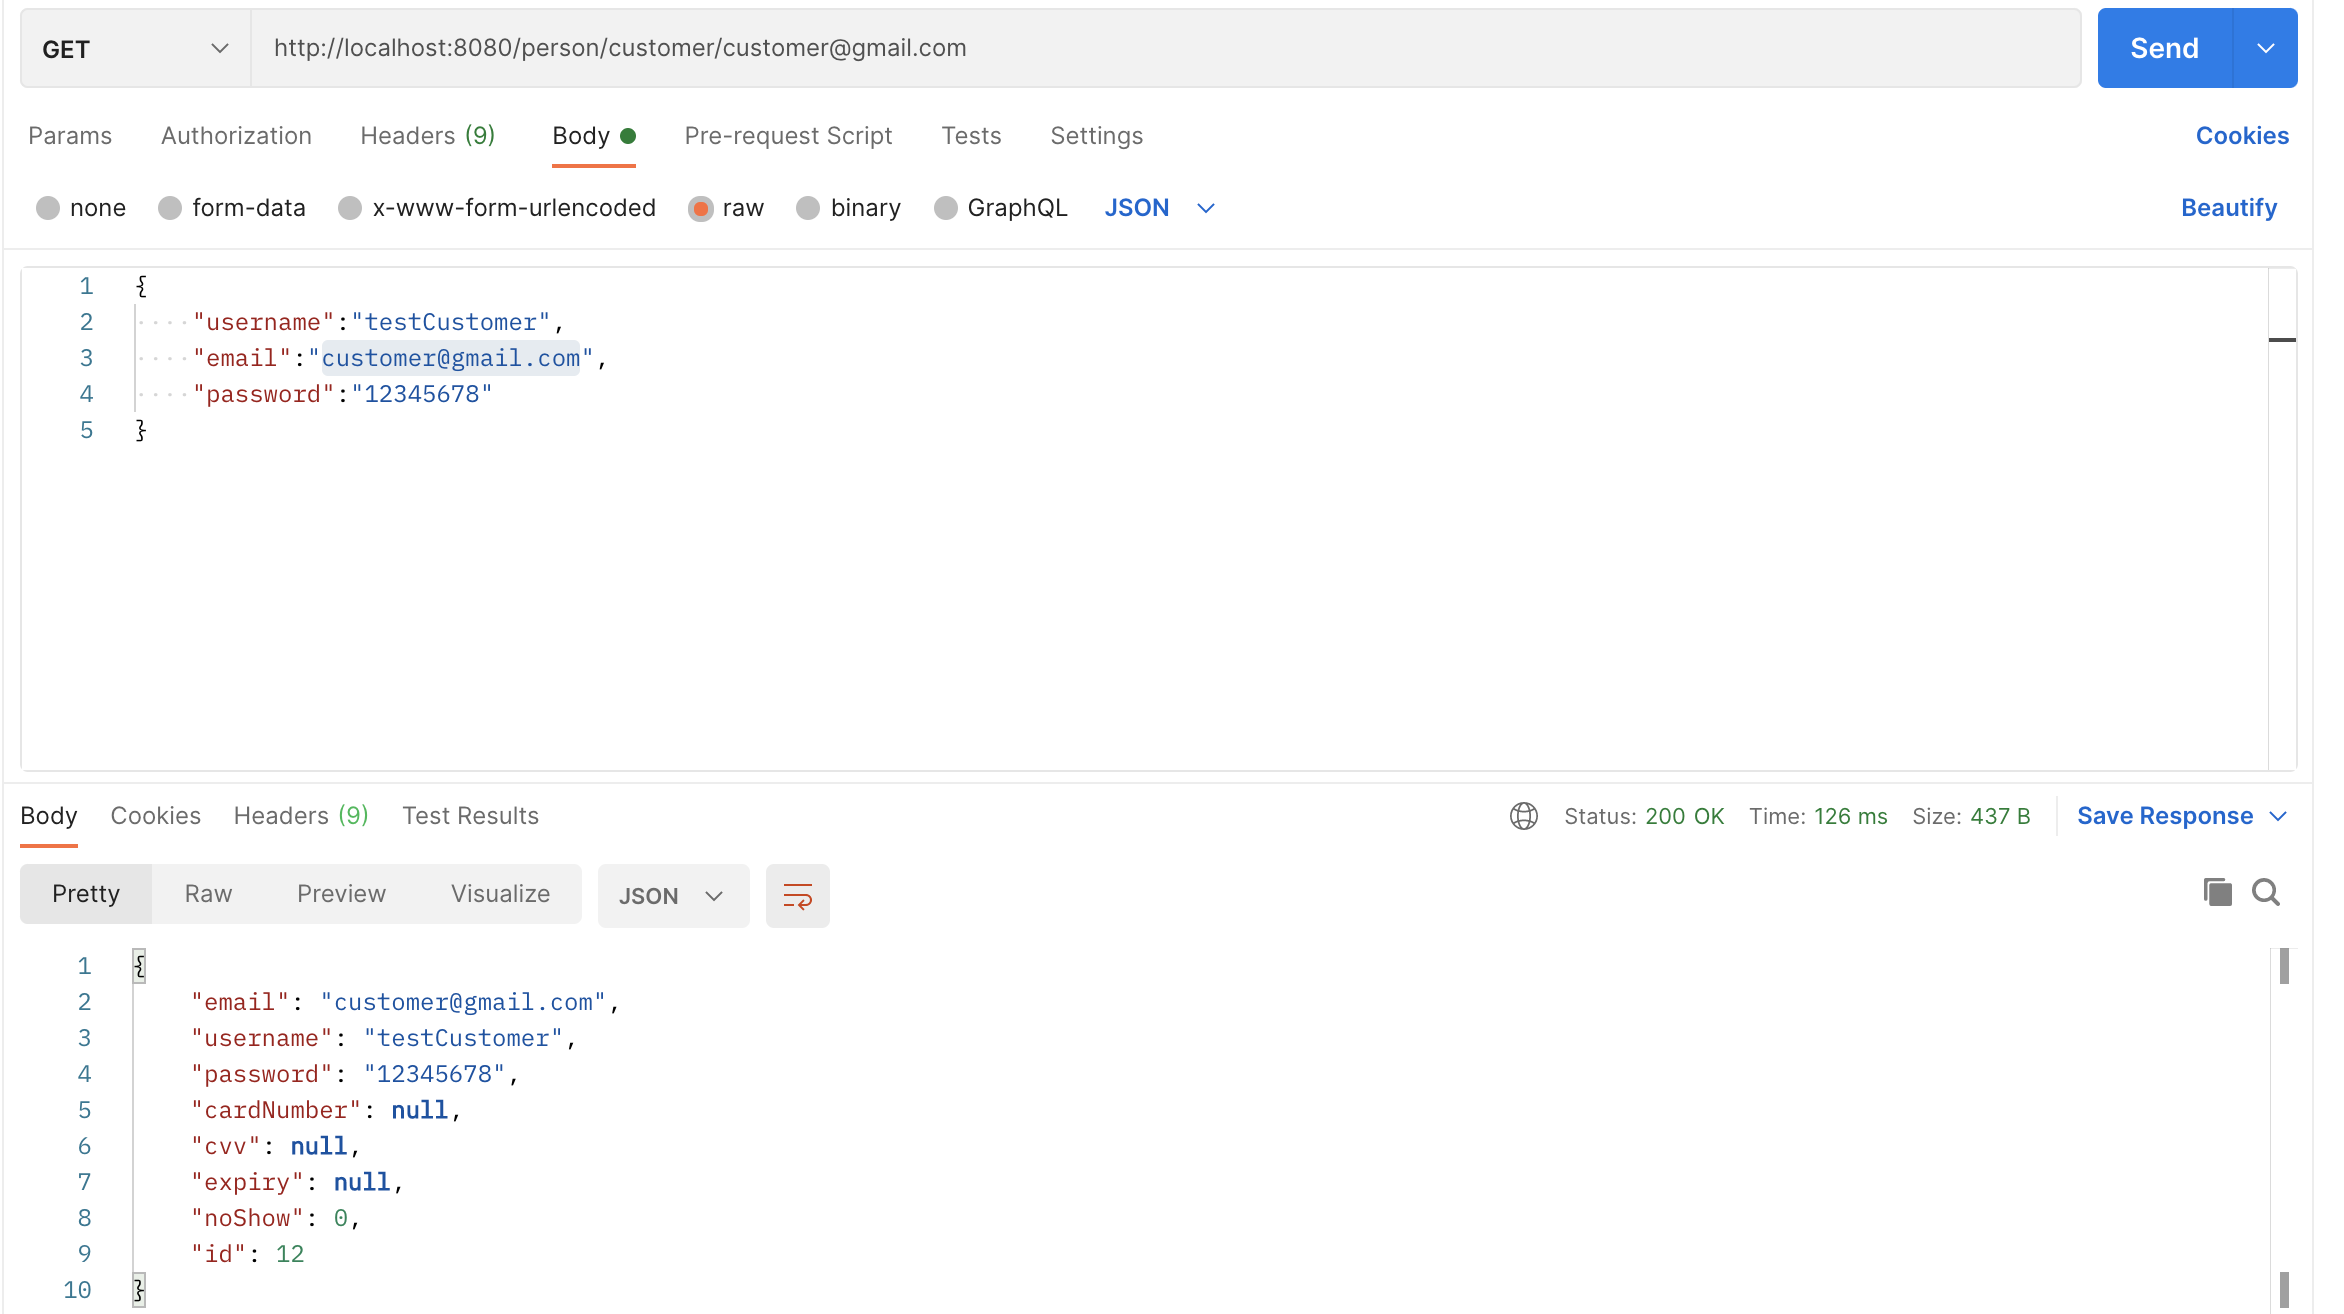 GET http://localhost:8080/person/customer/customer@gmail.com Send
Params Authorization Headers (9) Body Pre-request Script Tests Settings Cookies
none form-data x-www-form-urlencoded raw binary GraphQL JSON Beautify
1 {
2 "username":"testCustomer",
3 "email":"customer@gmail.com",
4 "password":"12345678"
5 }
Body Cookies Headers (9) Test Results Status: 200 OK Time: 126 ms Size: 437 B Save Response
Pretty Raw Preview Visualize JSON
1 {
2 "email": "customer@gmail.com",
3 "username": "testCustomer",
4 "password": "12345678",
5 "cardNumber": null,
6 "cvv": null,
7 "expiry": null,
8 "noShow": 0,
9 "id": 12
10 }